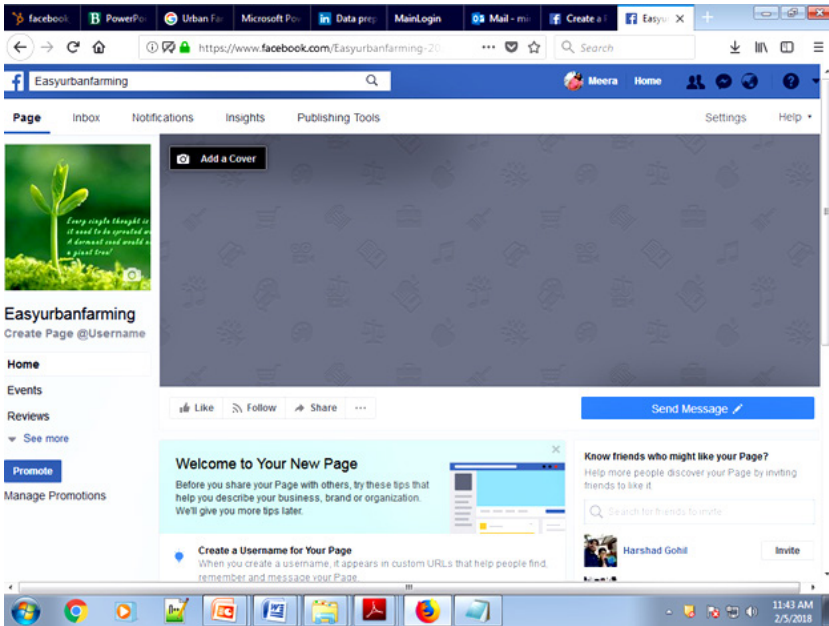 facebook
PowerPoi
Urban Far
Microsoft Pow
Data prep
MainLogin
Mail - mi
Create a F
Easyu
https://www.facebook.com/Easyurbanfarming-20
Search
Easyurbanfarming
Meera
Home
Page
Inbox
Notifications
Insights
Publishing Tools
Settings
Help
Add a Cover
Every single thought is
it need to be sprouted
A dormant seed would
a giant tree!
Easyurbanfarming
Create Page @Username
Home
Events
Reviews
See more
Promote
Manage Promotions
Like
Follow
Share
Send Message
Welcome to Your New Page
Before you share your Page with others, try these tips that
help you describe your business, brand or organization.
We'll give you more tips later.
Create a Username for Your Page
When you create a username, it appears in custom URLs that help people find,
remember and message your Page.
Know friends who might like your Page?
Help more people discover your Page by inviting
friends to like it
Search for friends to invite
Harshad Gohil
Invite
11:43 AM
2/5/2018